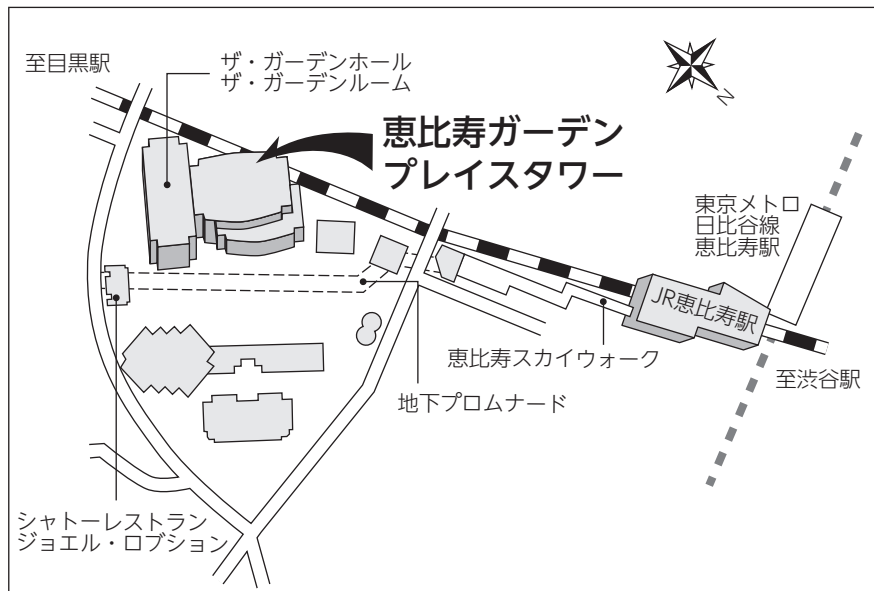 至目黒駅
ザ・ガーデンホール
ザ・ガーデンルーム
恵比寿ガーデン
プレイスタワー
N
東京メトロ
日比谷線
恵比寿駅
JR恵比寿駅
恵比寿スカイウォーク
至渋谷駅
地下プロムナード
シャトーレストラン
ジョエル・ロブション